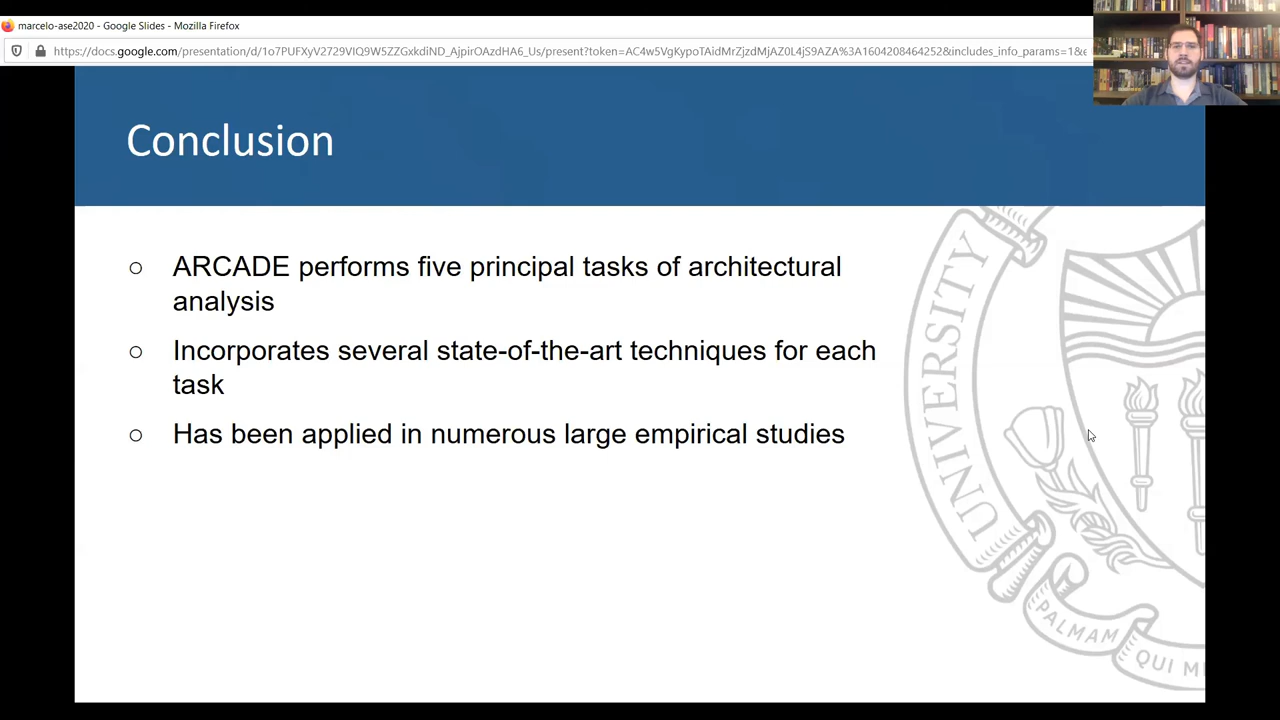 marcelo-ase2020 - Google Slides - Mozilla Firefox
https://docs.google.com/presentation/d/1o7PUFXyV2729VIQ9W5ZZGxkdiND_AjpirOAzdHA6_Us/present?token=AC4w5VgKypoTAidMrZjzdMjAZ0L4jS9AZA%3A1604208464252&includes_info_params=1&e
Conclusion
○ ARCADE performs five principal tasks of architectural
analysis
○ Incorporates several state-of-the-art techniques for each
task
○ Has been applied in numerous large empirical studies
UNIVERSITY
PALMAM
QUI M